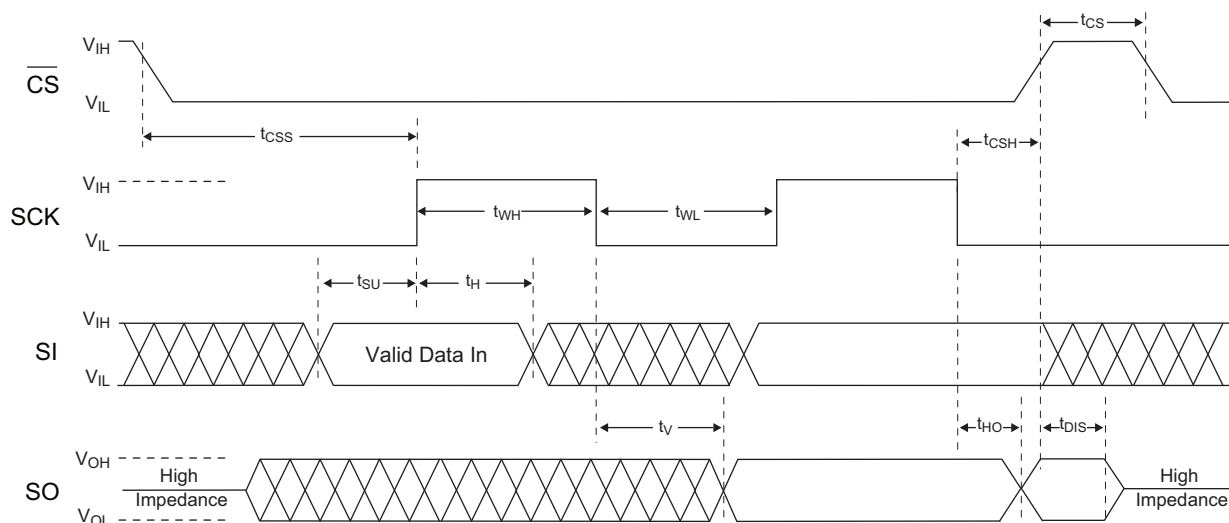 tCS
VIH
CS
VIL
tCSS
tCSH
VIH
SCK
tWH
tWL
VIL
tSU
tH
VIH
SI
Valid Data In
VIL
tV
tHO
tDIS
VOH
High
Impedance
SO
High
Impedance
VOL